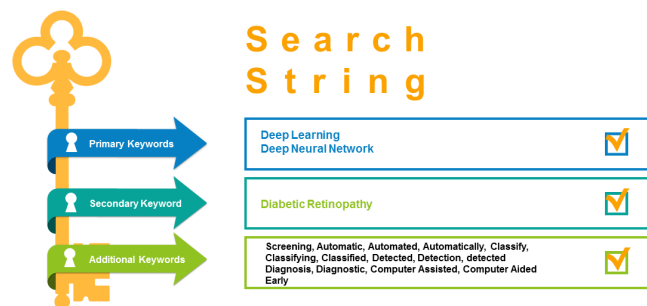 Search
String
Primary Keywords
Deep Learning
Deep Neural Network
Secondary Keyword
Diabetic Retinopathy
Additional Keywords
Screening, Automatic, Automated, Automatically, Classify,
Classifying, Classified, Detected, Detection, detected
Diagnosis, Diagnostic, Computer Assisted, Computer Aided
Early